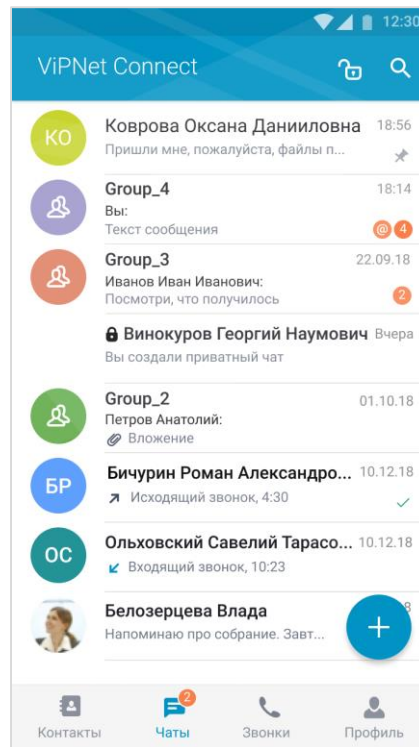 12:30
ViPNet Connect
КО
Коврова Оксана Данииловна 18:56
Пришли мне, пожалуйста, файлы п...
Group_4 18:14
Вы:
Текст сообщения @ 4
Group_3 22.09.18
Иванов Иван Иванович:
Посмотри, что получилось 2
Винокуров Георгий Наумович Вчера
Вы создали приватный чат
Group_2 01.10.18
Петров Анатолий:
Вложение
БР
Бичурин Роман Александро... 10.12.18
Исходящий звонок, 4:30
ОС
Ольховский Савелий Тарасо... 10.12.18
Входящий звонок, 10:23
Белозерцева Влада 8
Напоминаю про собрание. Завт...
+
2
Контакты Чаты Звонки Профиль